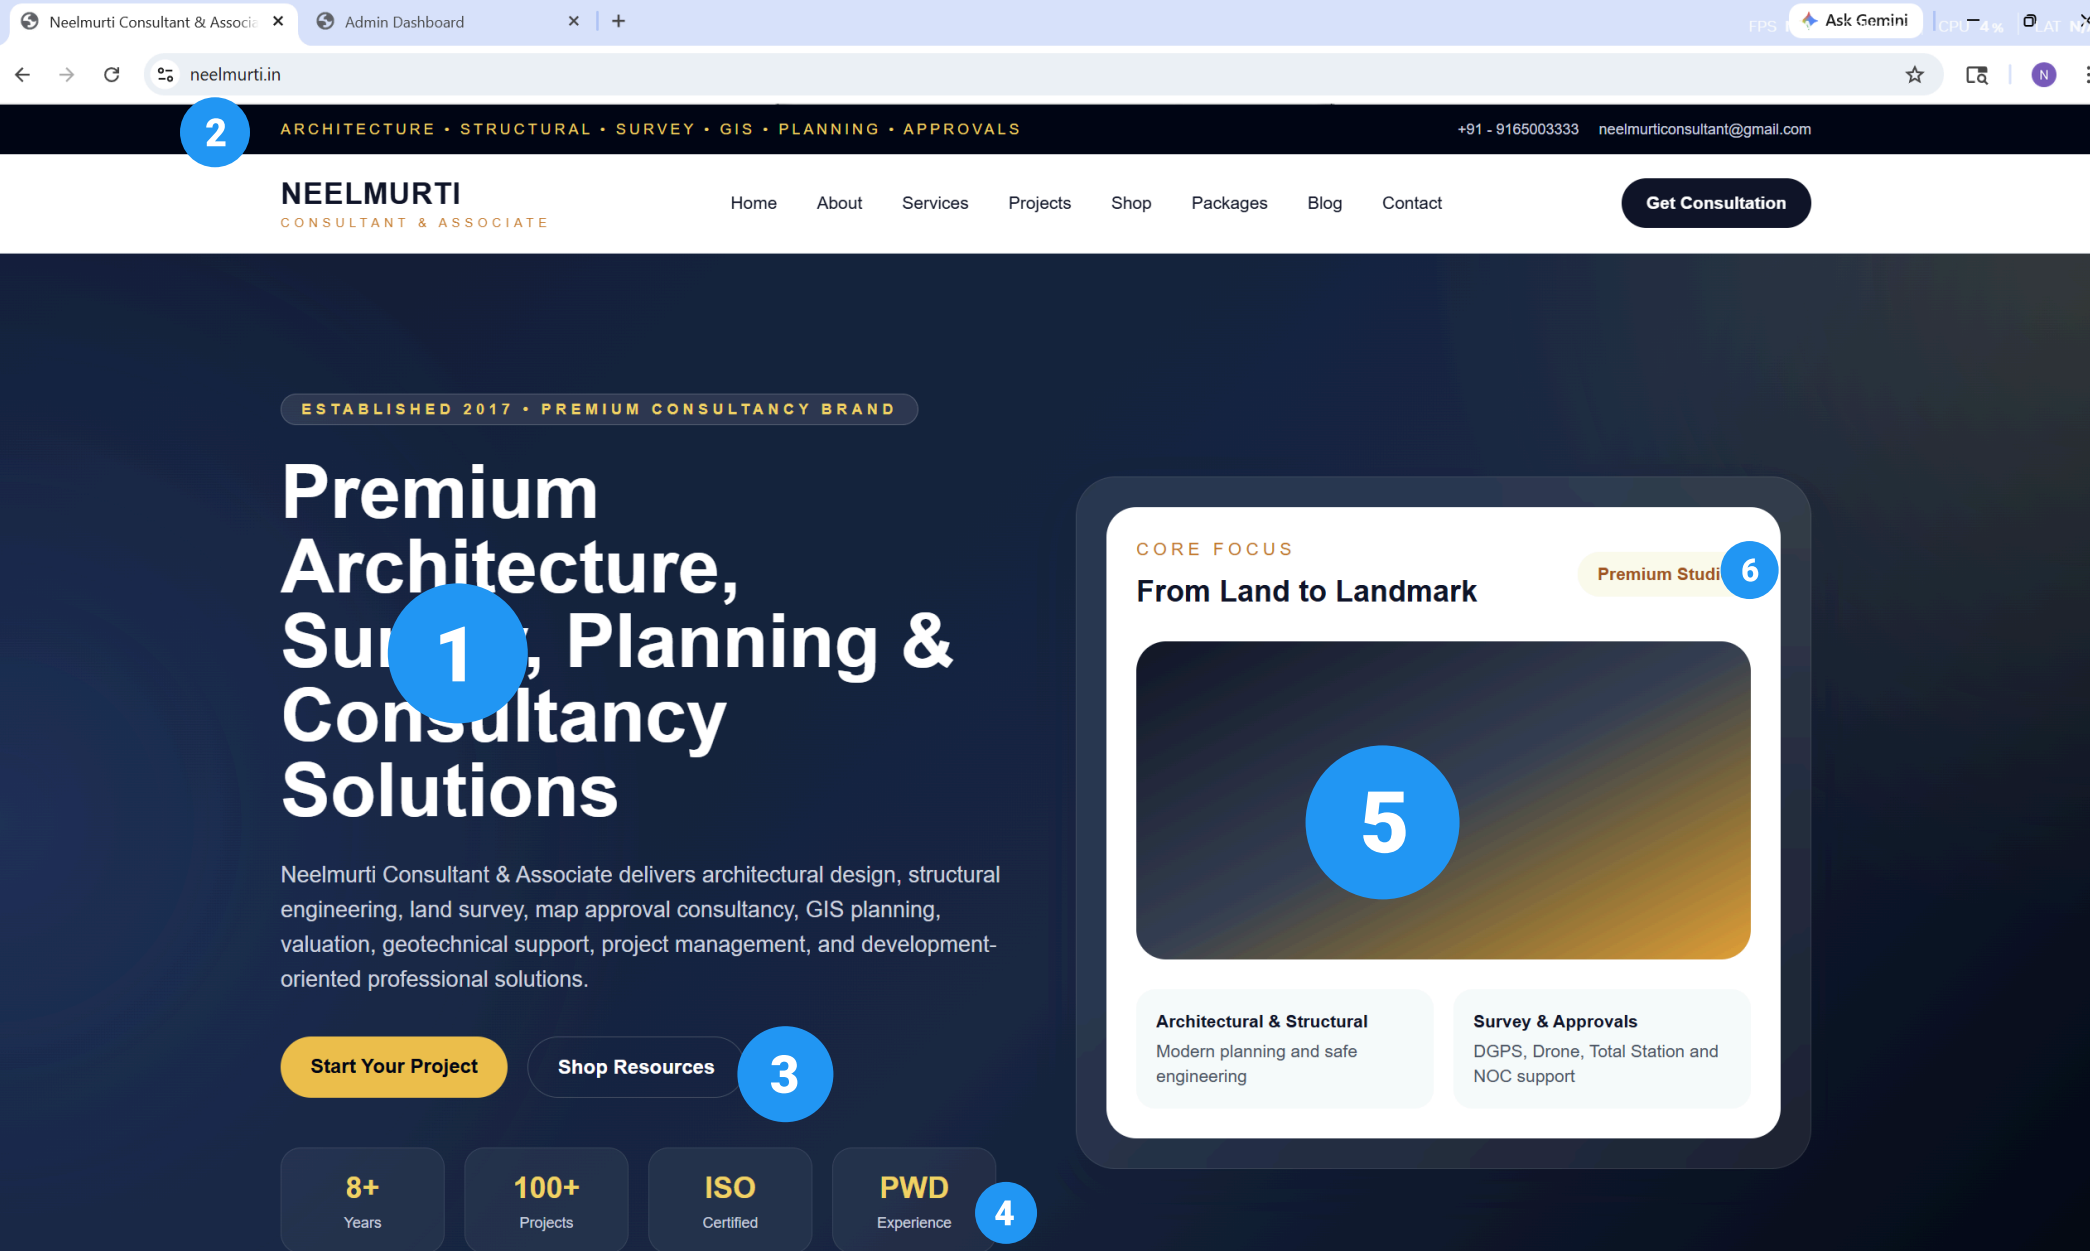 Neelmurti Consultant & Associa
Admin Dashboard
FPS
Ask Gemini
CPU 4%
LAT N/
neelmurti.in
N
2
ARCHITECTURE • STRUCTURAL • SURVEY • GIS • PLANNING • APPROVALS
+91 - 9165003333 neelmurticonsultant@gmail.com
NEELMURTI
CONSULTANT & ASSOCIATE
Home About Services Projects Shop Packages Blog Contact
Get Consultation
ESTABLISHED 2017 • PREMIUM CONSULTANCY BRAND
Premium
Architecture,
Planning &
Consultancy
Solutions
1
Neelmurti Consultant & Associate delivers architectural design, structural
engineering, land survey, map approval consultancy, GIS planning,
valuation, geotechnical support, project management, and development-
oriented professional solutions.
Start Your Project
Shop Resources
3
8+
Years
100+
Projects
ISO
Certified
PWD
Experience
4
CORE FOCUS
From Land to Landmark
Premium Studi
6
5
Architectural & Structural
Modern planning and safe
engineering
Survey & Approvals
DGPS, Drone, Total Station and
NOC support